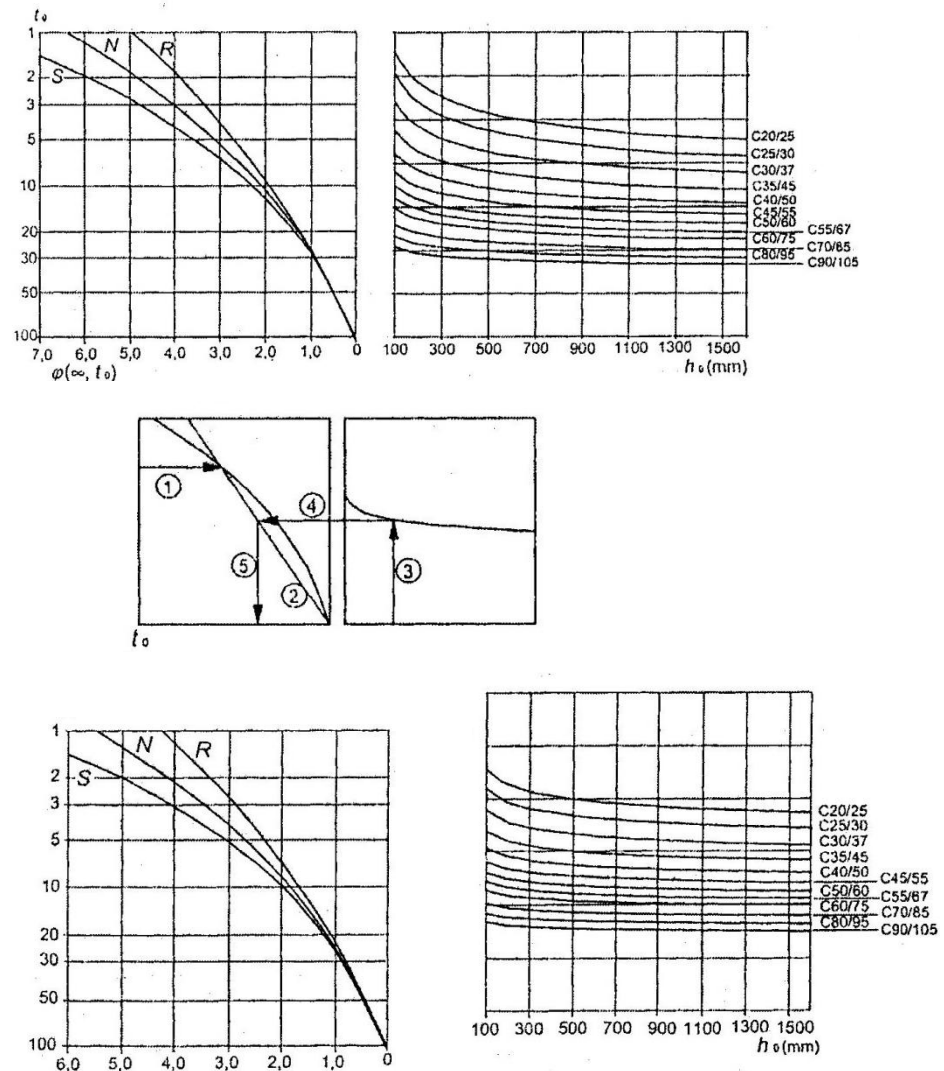 t₀
1
2
3
5
10
20
30
50
100
S
N
R
7,0 6,0 5,0 4,0 3,0 2,0 1,0 0
φ(∞, t₀)
C20/25
C25/30
C30/37
C35/45
C40/50
C45/55
C50/60
C55/67
C60/75
C70/85
C80/95
C90/105
100 300 500 700 900 1100 1300 1500
h₀ (mm)
①
④
⑤
③
②
t₀
1
2
3
5
10
20
30
50
100
S
N
R
6,0 5,0 4,0 3,0 2,0 1,0 0
C20/25
C25/30
C30/37
C35/45
C40/50
C45/55
C50/60
C55/67
C60/75
C70/85
C80/95
C90/105
100 300 500 700 900 1100 1300 1500
h₀ (mm)